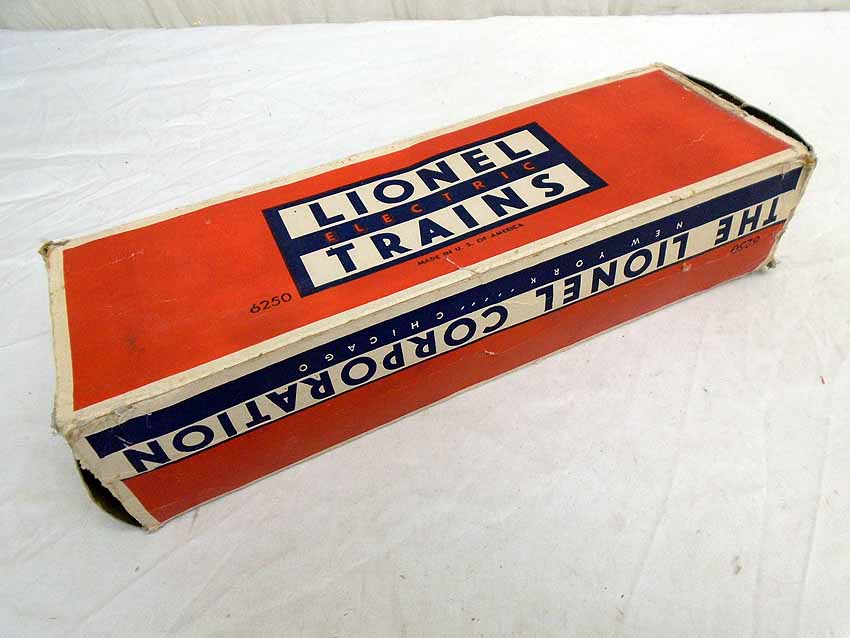 LIONEL
ELECTRIC
TRAINS
MADE IN U. S. OF AMERICA
6250
THE LIONEL CORPORATION
NEW YORK ..... CHICAGO
6250